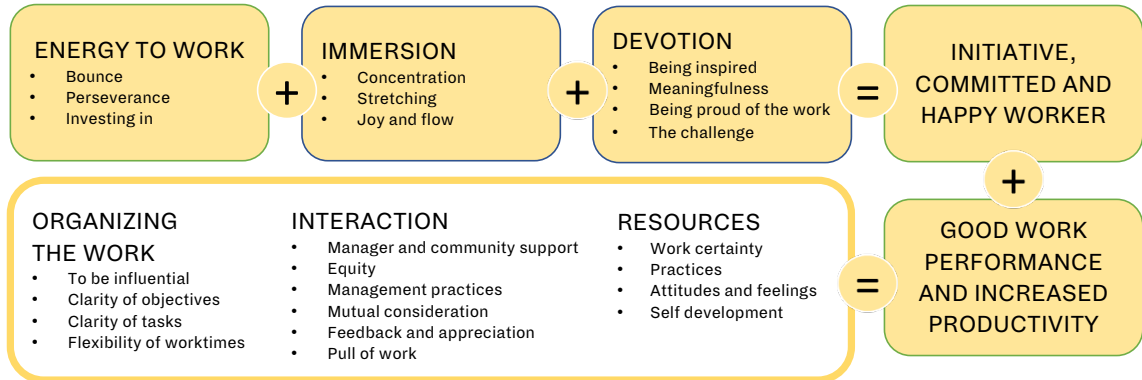 ENERGY TO WORK
• Bounce
• Perseverance
• Investing in
+
IMMERSION
• Concentration
• Stretching
• Joy and flow
+
DEVOTION
• Being inspired
• Meaningfulness
• Being proud of the work
• The challenge
=
INITIATIVE,
COMMITTED AND
HAPPY WORKER
+
ORGANIZING
THE WORK
• To be influential
• Clarity of objectives
• Clarity of tasks
• Flexibility of worktimes
INTERACTION
• Manager and community support
• Equity
• Management practices
• Mutual consideration
• Feedback and appreciation
• Pull of work
RESOURCES
• Work certainty
• Practices
• Attitudes and feelings
• Self development
=
GOOD WORK
PERFORMANCE
AND INCREASED
PRODUCTIVITY